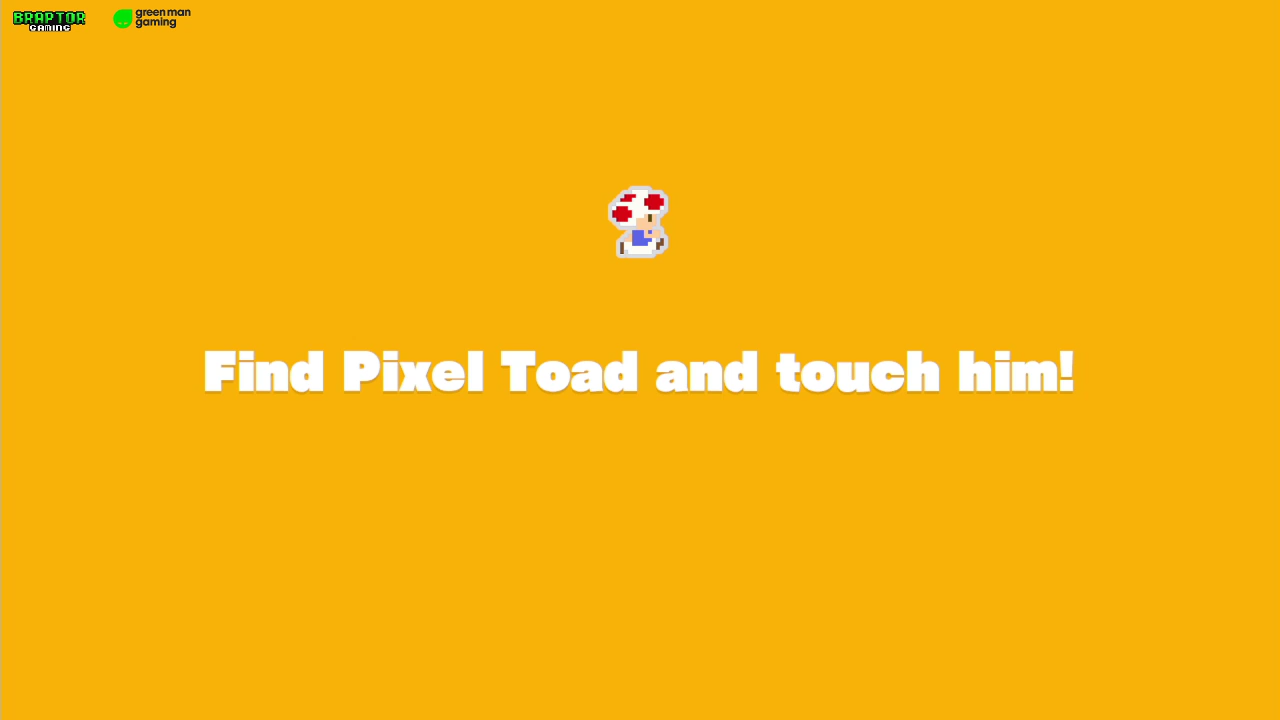 BRAPTOR
GAMING
green man
gaming
Find Pixel Toad and touch him!